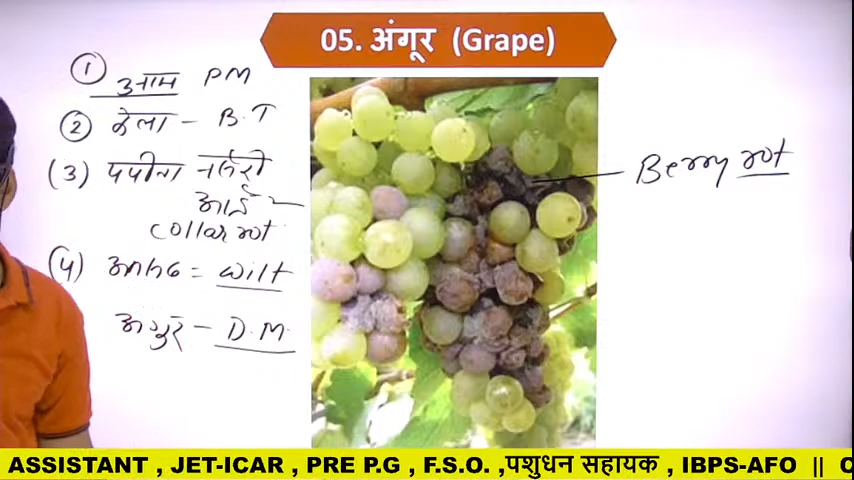 05. अंगूर (Grape)
① आम PM
② केला - B.T
(3) पपीता नर्सरी
आर्द्र
collar rot
(4) अमरूद = wilt
अंगूर - D.M.
Berry rot
ASSISTANT , JET-ICAR , PRE P.G , F.S.O. ,पशुधन सहायक , IBPS-AFO ||